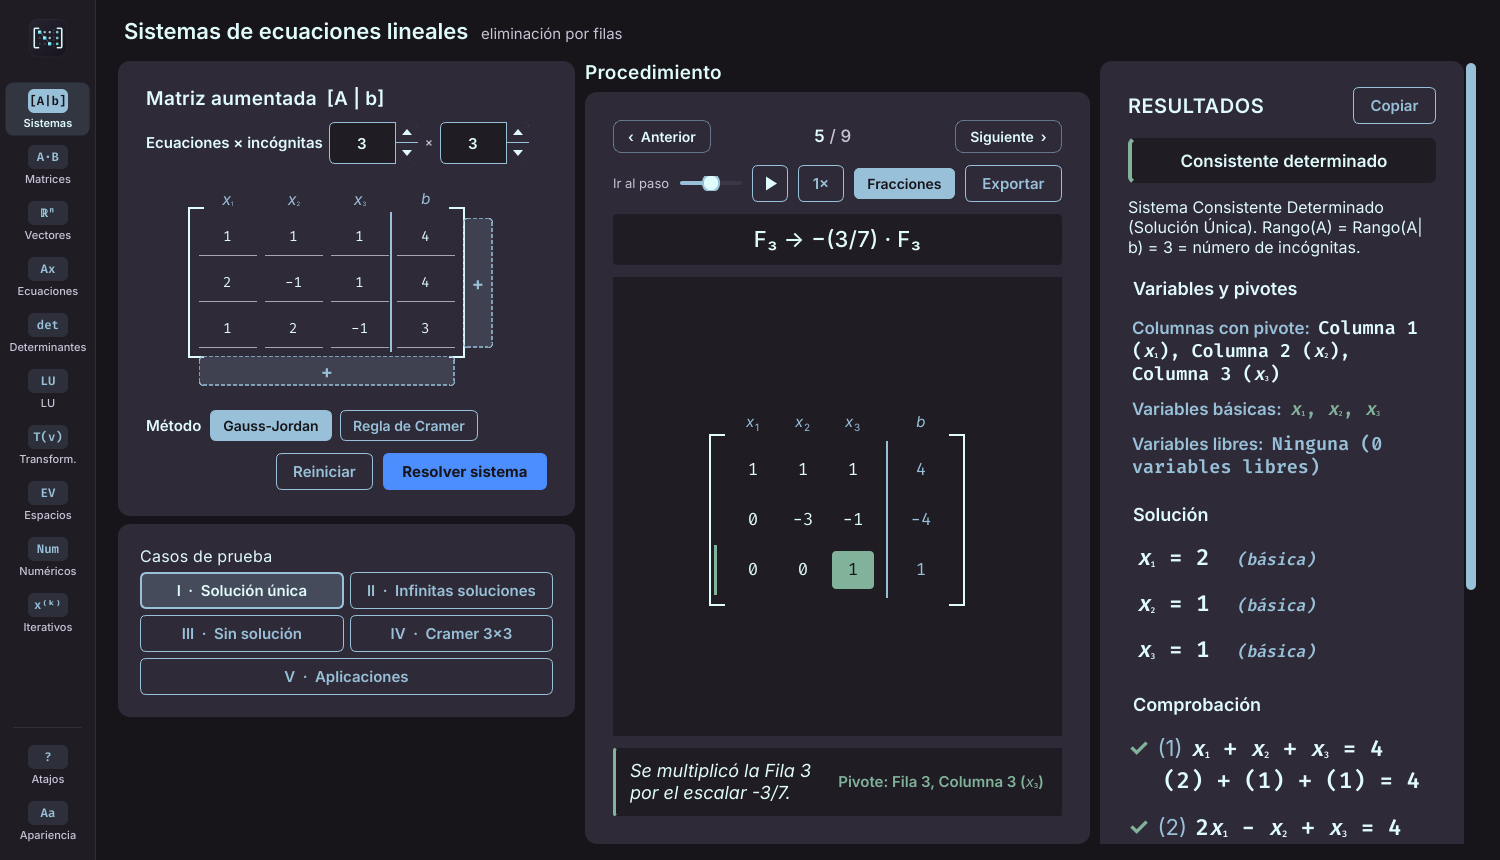 Sistemas de ecuaciones lineales eliminación por filas
[A|b]
Sistemas
A·B
Matrices
ℝⁿ
Vectores
Ax
Ecuaciones
det
Determinantes
LU
LU
T(v)
Transform.
EV
Espacios
Num
Numéricos
x⁽ᵏ⁾
Iterativos
?
Atajos
Aa
Apariencia
Matriz aumentada [A | b]
Ecuaciones × incógnitas 3 × 3
x₁ x₂ x₃ b
1 1 1 4
2 −1 1 4
1 2 −1 3
+
+
Método Gauss-Jordan Regla de Cramer
Reiniciar Resolver sistema
Casos de prueba
I · Solución única II · Infinitas soluciones
III · Sin solución IV · Cramer 3×3
V · Aplicaciones
Procedimiento
‹ Anterior 5 / 9 Siguiente ›
Ir al paso 1× Fracciones Exportar
F₃ → −(3/7) · F₃
x₁ x₂ x₃ b
1 1 1 4
0 −3 −1 −4
0 0 1 1
Se multiplicó la Fila 3
por el escalar -3/7.
Pivote: Fila 3, Columna 3 (x₃)
RESULTADOS Copiar
Consistente determinado
Sistema Consistente Determinado
(Solución Única). Rango(A) = Rango(A|
b) = 3 = número de incógnitas.
Variables y pivotes
Columnas con pivote: Columna 1
(x₁), Columna 2 (x₂),
Columna 3 (x₃)
Variables básicas: x₁, x₂, x₃
Variables libres: Ninguna (0
variables libres)
Solución
x₁ = 2 (básica)
x₂ = 1 (básica)
x₃ = 1 (básica)
Comprobación
✓ (1) x₁ + x₂ + x₃ = 4
(2) + (1) + (1) = 4
✓ (2) 2x₁ − x₂ + x₃ = 4